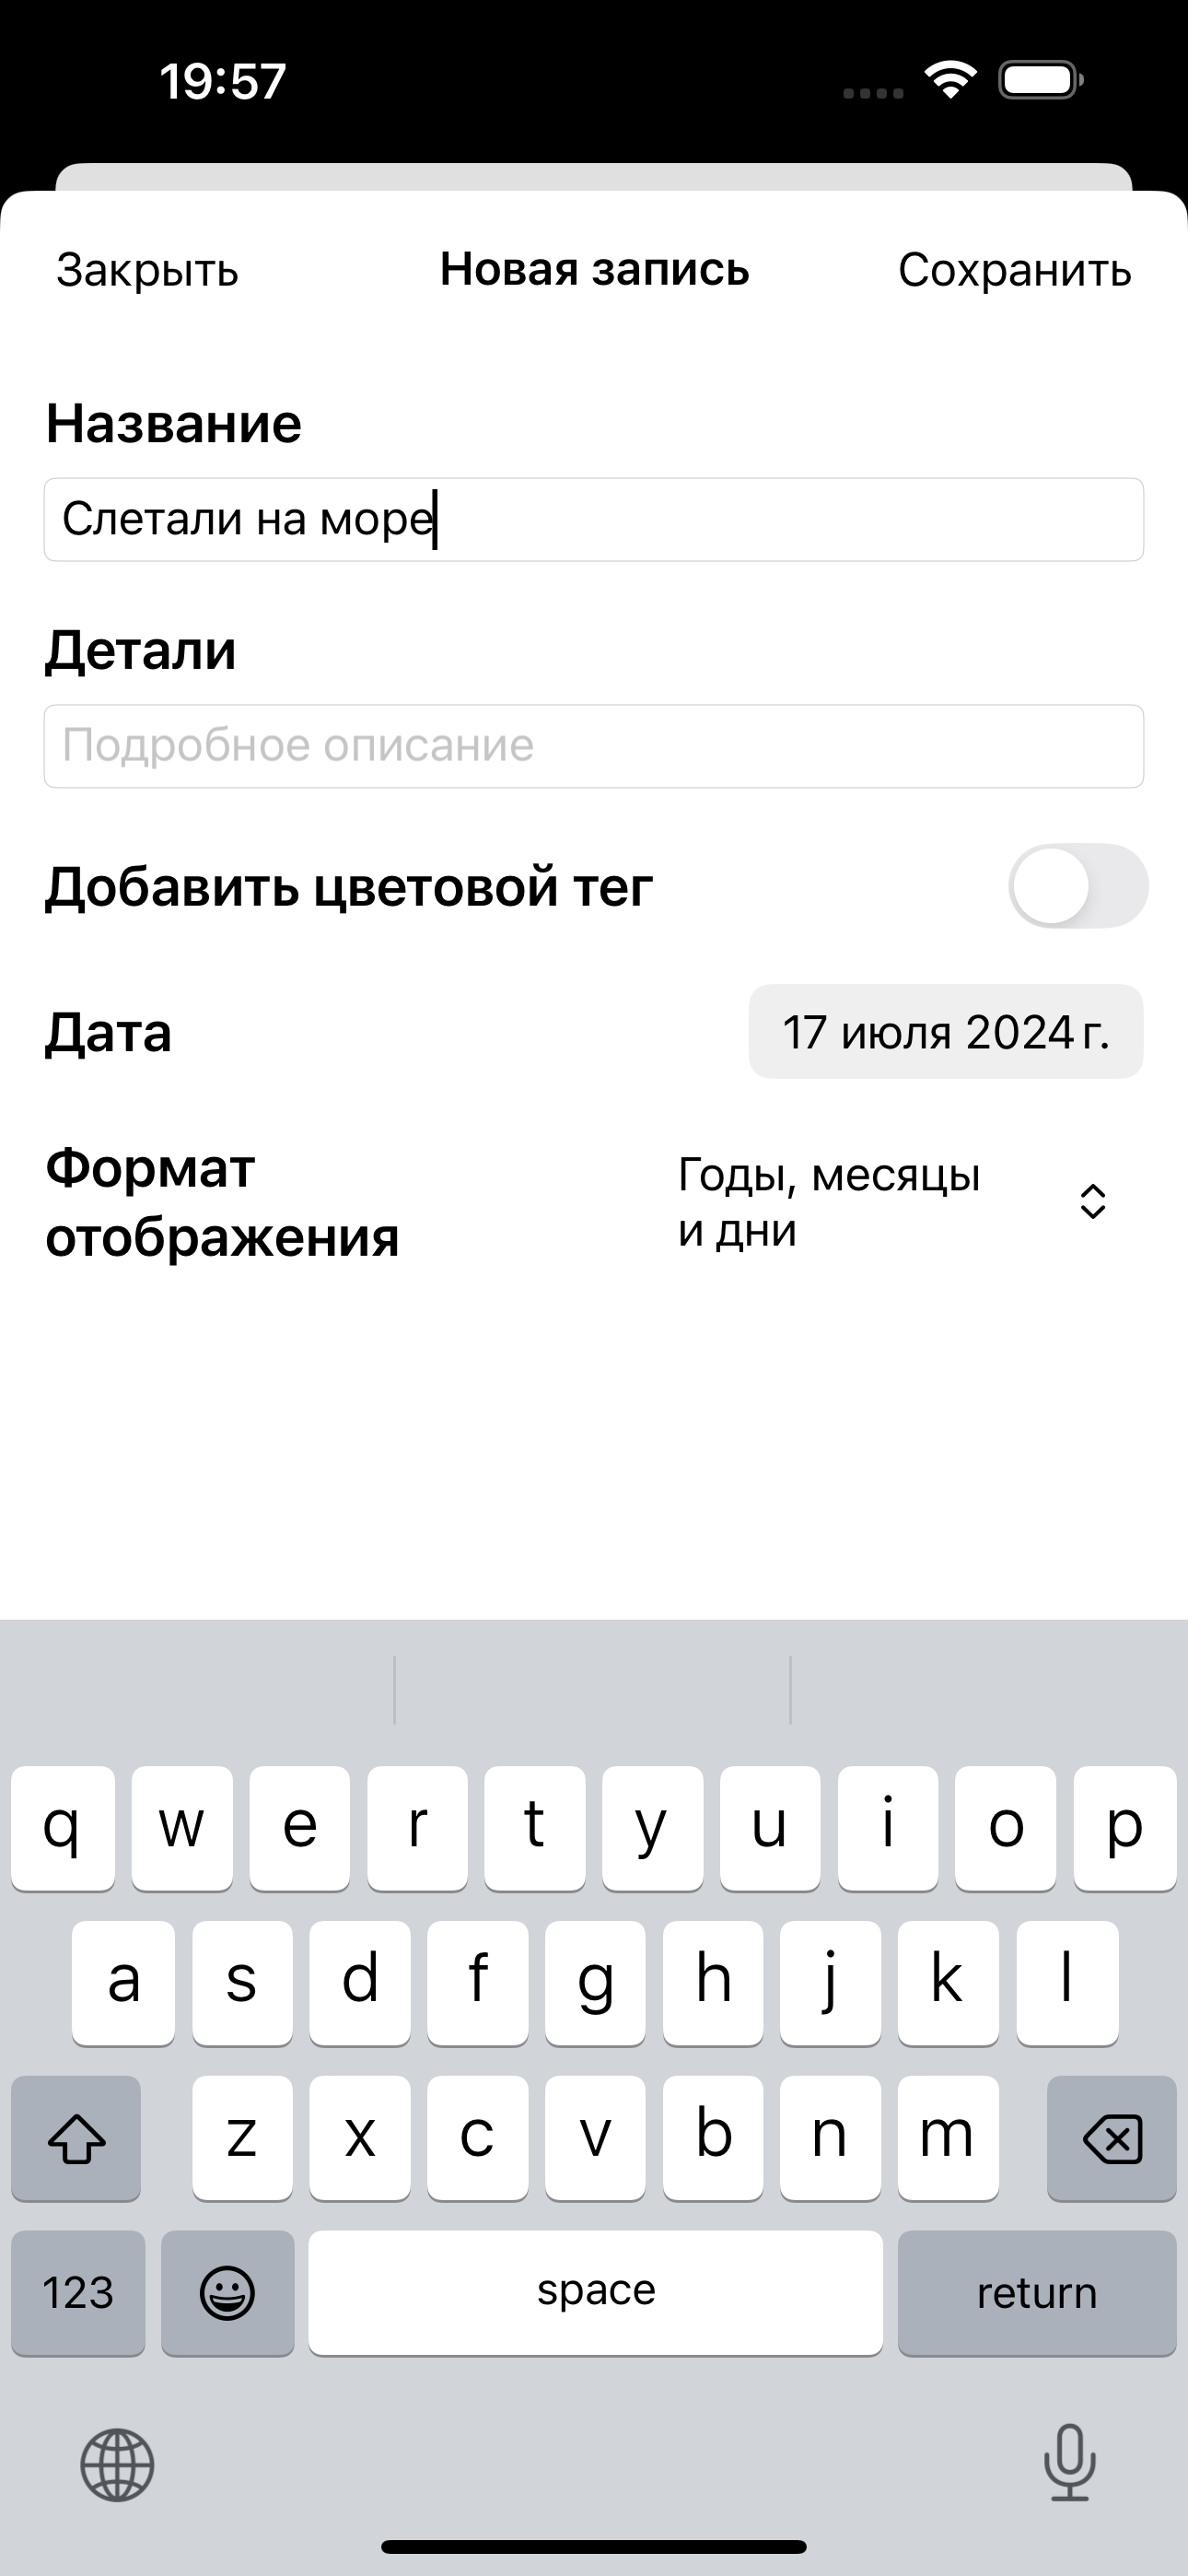 19:57
Закрыть Новая запись Сохранить
Название
Слетали на море
Детали
Подробное описание
Добавить цветовой тег
Дата 17 июля 2024 г.
Формат отображения
Годы, месяцы и дни
q w e r t y u i o p
a s d f g h j k l
z x c v b n m
123 space return